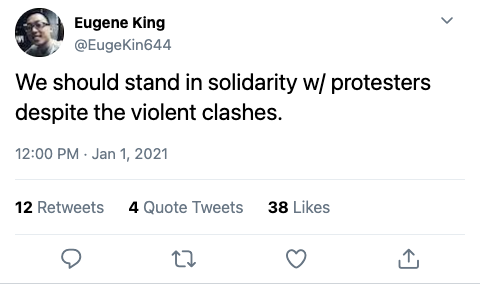 Eugene King
@EugeKin644
We should stand in solidarity w/ protesters
despite the violent clashes.
12:00 PM · Jan 1, 2021
12 Retweets 4 Quote Tweets 38 Likes